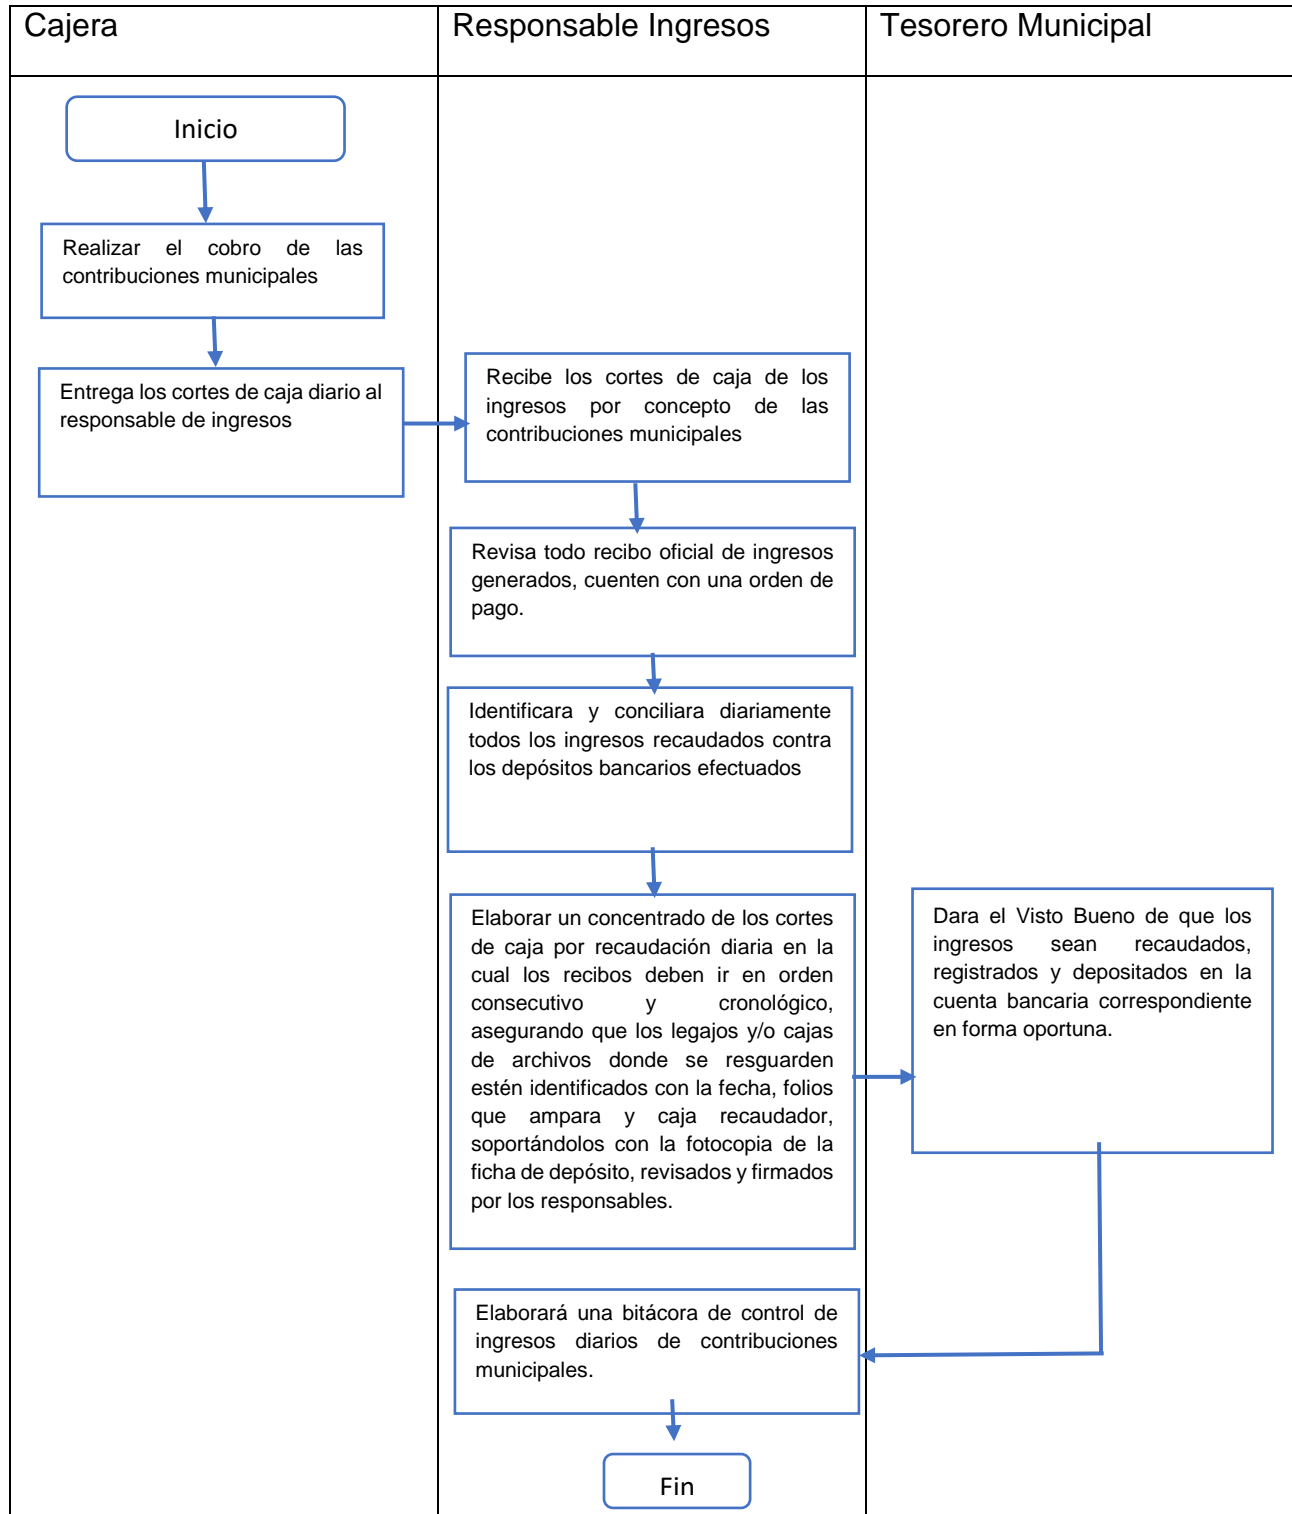 Cajera
Responsable Ingresos
Tesorero Municipal
Inicio
Realizar el cobro de las
contribuciones municipales
Entrega los cortes de caja diario al
responsable de ingresos
Recibe los cortes de caja de los
ingresos por concepto de las
contribuciones municipales
Revisa todo recibo oficial de ingresos
generados, cuenten con una orden de
pago.
Identificara y conciliara diariamente
todos los ingresos recaudados contra
los depósitos bancarios efectuados
Elaborar un concentrado de los cortes
de caja por recaudación diaria en la
cual los recibos deben ir en orden
consecutivo y cronológico,
asegurando que los legajos y/o cajas
de archivos donde se resguarden
estén identificados con la fecha, folios
que ampara y caja recaudador,
soportándolos con la fotocopia de la
ficha de depósito, revisados y firmados
por los responsables.
Dara el Visto Bueno de que los
ingresos sean recaudados,
registrados y depositados en la
cuenta bancaria correspondiente
en forma oportuna.
Elaborará una bitácora de control de
ingresos diarios de contribuciones
municipales.
Fin